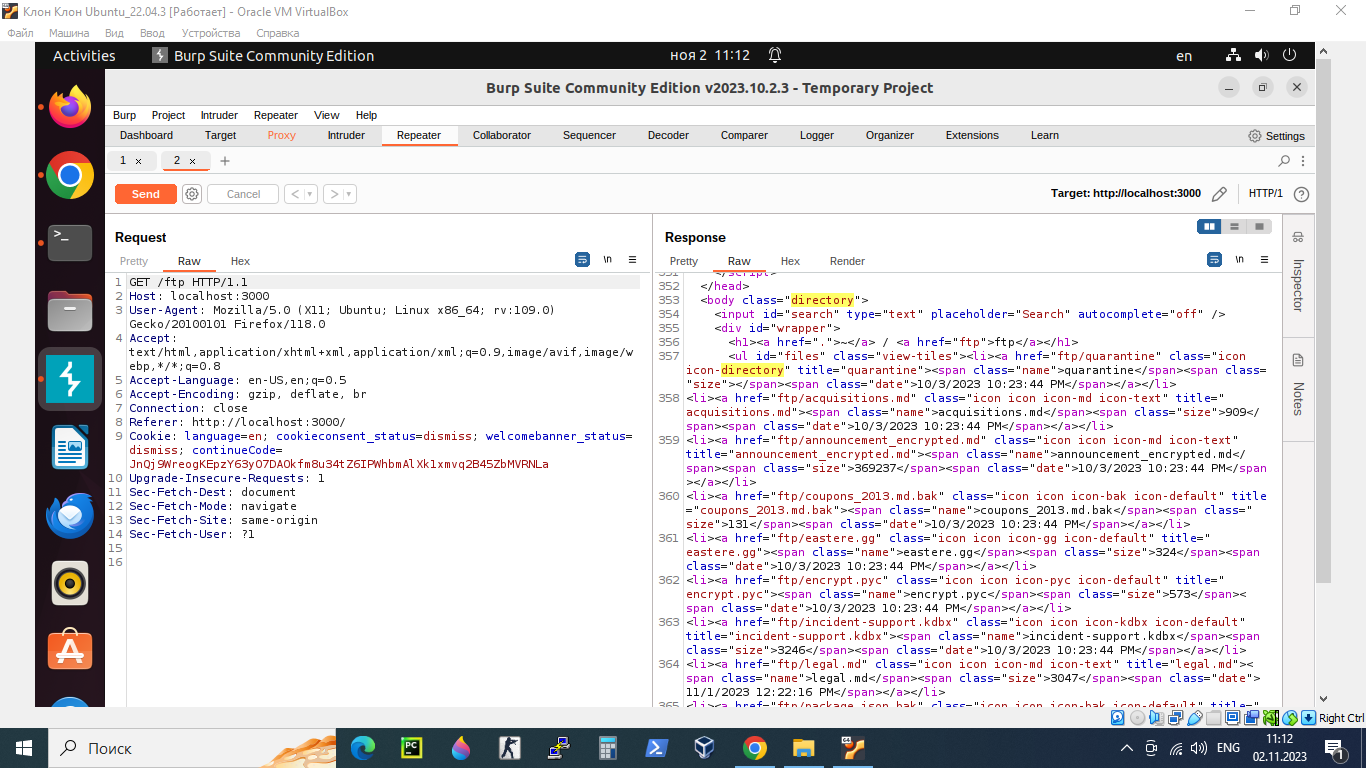 Клон Клон Ubuntu_22.04.3 [Работает] - Oracle VM VirtualBox
Файл Машина Вид Ввод Устройства Справка
Activities Burp Suite Community Edition ноя 2 11:12 en
Burp Suite Community Edition v2023.10.2.3 - Temporary Project
Burp Project Intruder Repeater View Help
Dashboard Target Proxy Intruder Repeater Collaborator Sequencer Decoder Comparer Logger Organizer Extensions Learn Settings
1 × 2 × +
Send Cancel < > Target: http://localhost:3000 HTTP/1 ?
Request
Pretty Raw Hex \n
1 GET /ftp HTTP/1.1
2 Host: localhost:3000
3 User-Agent: Mozilla/5.0 (X11; Ubuntu; Linux x86_64; rv:109.0)
Gecko/20100101 Firefox/118.0
4 Accept:
text/html,application/xhtml+xml,application/xml;q=0.9,image/avif,image/w
ebp,*/*;q=0.8
5 Accept-Language: en-US,en;q=0.5
6 Accept-Encoding: gzip, deflate, br
7 Connection: close
8 Referer: http://localhost:3000/
9 Cookie: language=en; cookieconsent_status=dismiss; welcomebanner_status=
dismiss; continueCode=
JnQj9WreogKEpzY63yO7DAOkfm8u34tZ6IPWhbmAlXk1xmvq2B45ZbMVRNLa
10 Upgrade-Insecure-Requests: 1
11 Sec-Fetch-Dest: document
12 Sec-Fetch-Mode: navigate
13 Sec-Fetch-Site: same-origin
14 Sec-Fetch-User: ?1
15
16
Response
Pretty Raw Hex Render \n
351 </script>
352 </head>
353 <body class="directory">
354 <input id="search" type="text" placeholder="Search" autocomplete="off" />
355 <div id="wrapper">
356 <h1><a href=".">~</a> / <a href="ftp">ftp</a></h1>
357 <ul id="files" class="view-tiles"><li><a href="ftp/quarantine" class="icon
icon-directory" title="quarantine"><span class="name">quarantine</span><span class=
"size"></span><span class="date">10/3/2023 10:23:44 PM</span></a></li>
358 <li><a href="ftp/acquisitions.md" class="icon icon icon-md icon-text" title="
acquisitions.md"><span class="name">acquisitions.md</span><span class="size">909</
span><span class="date">10/3/2023 10:23:44 PM</span></a></li>
359 <li><a href="ftp/announcement_encrypted.md" class="icon icon icon-md icon-text"
title="announcement_encrypted.md"><span class="name">announcement_encrypted.md</
span><span class="size">369237</span><span class="date">10/3/2023 10:23:44 PM</span
></a></li>
360 <li><a href="ftp/coupons_2013.md.bak" class="icon icon icon-bak icon-default" title
="coupons_2013.md.bak"><span class="name">coupons_2013.md.bak</span><span class="
size">131</span><span class="date">10/3/2023 10:23:44 PM</span></a></li>
361 <li><a href="ftp/eastere.gg" class="icon icon icon-gg icon-default" title="
eastere.gg"><span class="name">eastere.gg</span><span class="size">324</span><span
class="date">10/3/2023 10:23:44 PM</span></a></li>
362 <li><a href="ftp/encrypt.pyc" class="icon icon icon-pyc icon-default" title="
encrypt.pyc"><span class="name">encrypt.pyc</span><span class="size">573</span><
span class="date">10/3/2023 10:23:44 PM</span></a></li>
363 <li><a href="ftp/incident-support.kdbx" class="icon icon icon-kdbx icon-default"
title="incident-support.kdbx"><span class="name">incident-support.kdbx</span><span
class="size">3246</span><span class="date">10/3/2023 10:23:44 PM</span></a></li>
364 <li><a href="ftp/legal.md" class="icon icon icon-md icon-text" title="legal.md"><
span class="name">legal.md</span><span class="size">3047</span><span class="date">
11/1/2023 12:22:16 PM</span></a></li>
365 <li><a href="ftp/package.json.bak" class="icon icon icon-bak icon-default" title="
Inspector
Notes
Right Ctrl
Поиск
ENG
11:12
02.11.2023
1